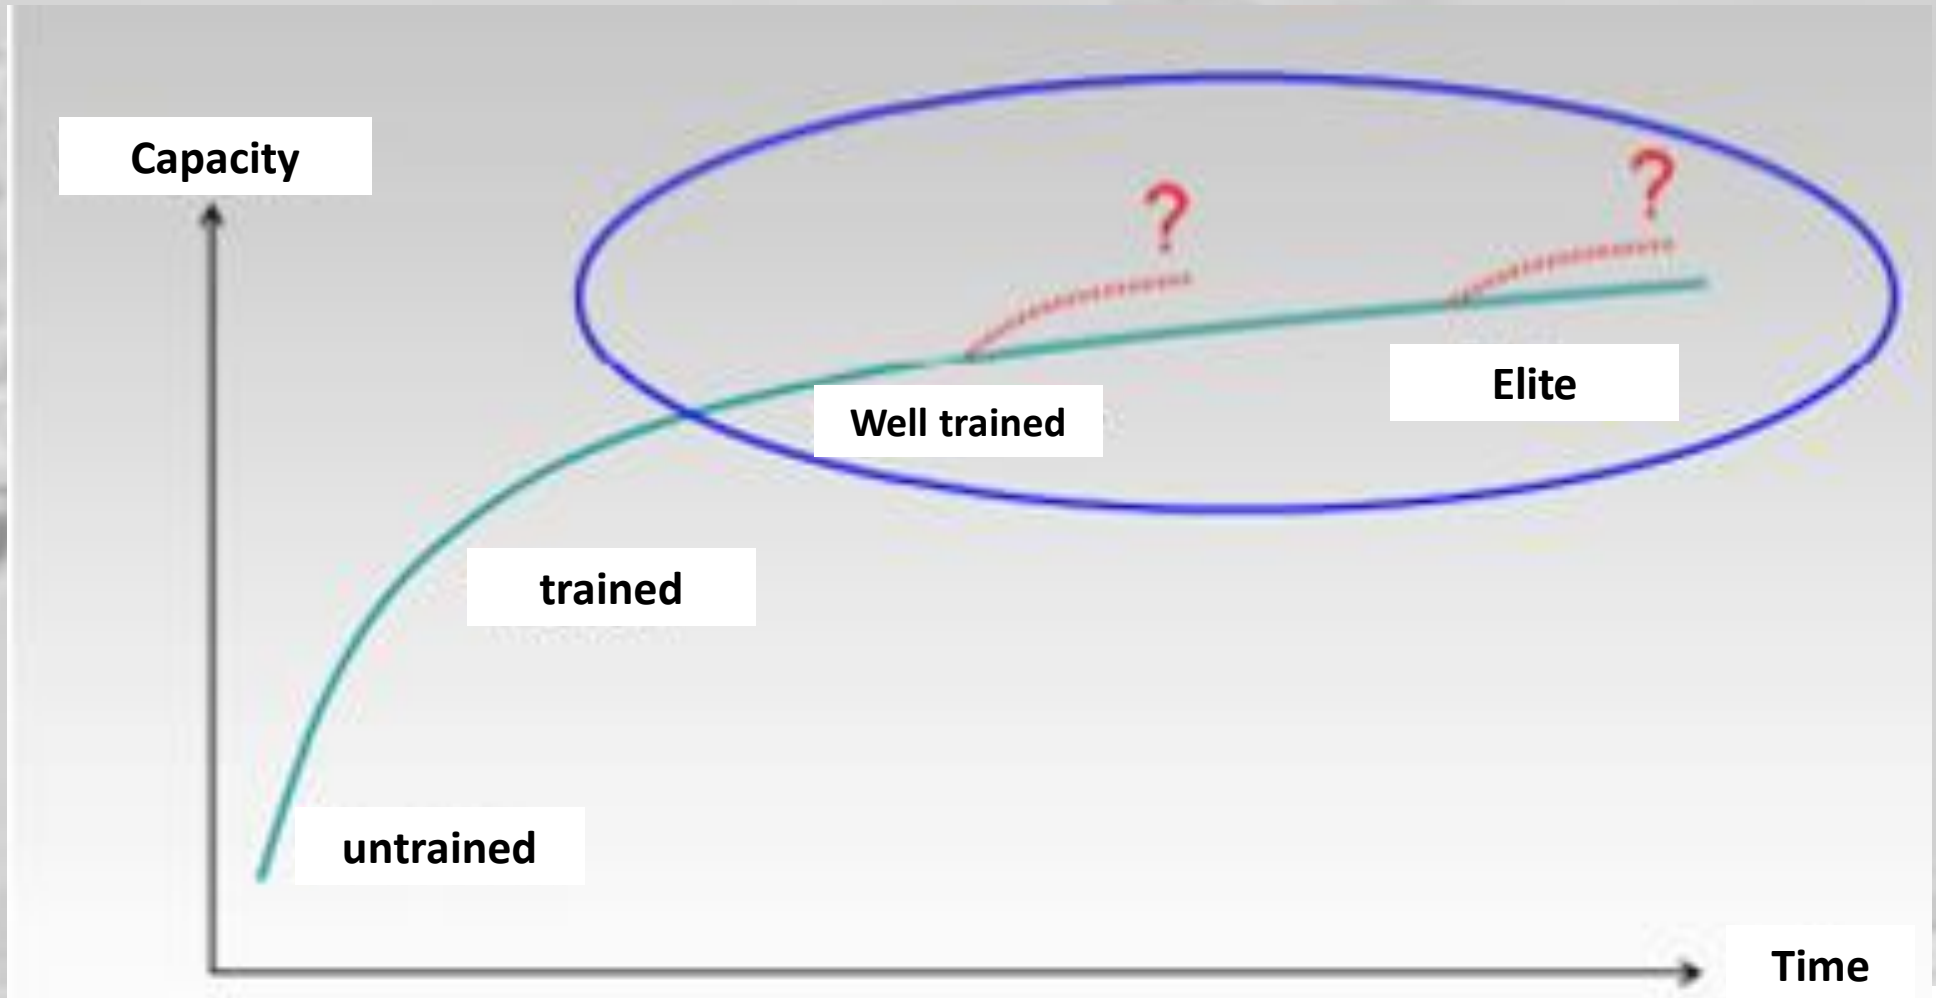 Capacity
?
?
Elite
Well trained
trained
untrained
Time